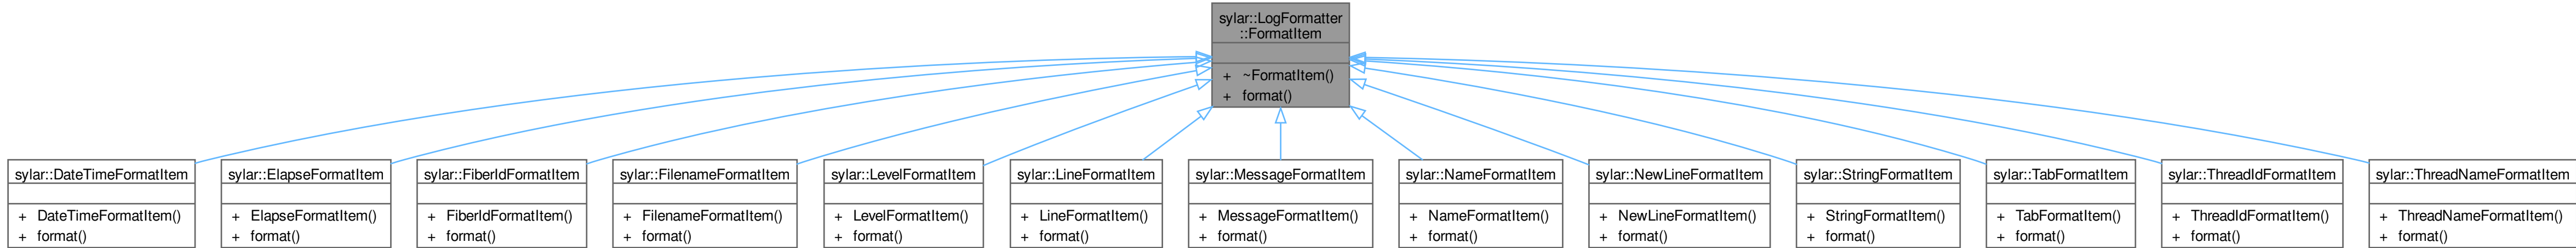 sylar::LogFormatter
::FormatItem
+ ~FormatItem()
+ format()
sylar::DateTimeFormatItem
+ DateTimeFormatItem()
+ format()
sylar::ElapseFormatItem
+ ElapseFormatItem()
+ format()
sylar::FiberIdFormatItem
+ FiberIdFormatItem()
+ format()
sylar::FilenameFormatItem
+ FilenameFormatItem()
+ format()
sylar::LevelFormatItem
+ LevelFormatItem()
+ format()
sylar::LineFormatItem
+ LineFormatItem()
+ format()
sylar::MessageFormatItem
+ MessageFormatItem()
+ format()
sylar::NameFormatItem
+ NameFormatItem()
+ format()
sylar::NewLineFormatItem
+ NewLineFormatItem()
+ format()
sylar::StringFormatItem
+ StringFormatItem()
+ format()
sylar::TabFormatItem
+ TabFormatItem()
+ format()
sylar::ThreadIdFormatItem
+ ThreadIdFormatItem()
+ format()
sylar::ThreadNameFormatItem
+ ThreadNameFormatItem()
+ format()